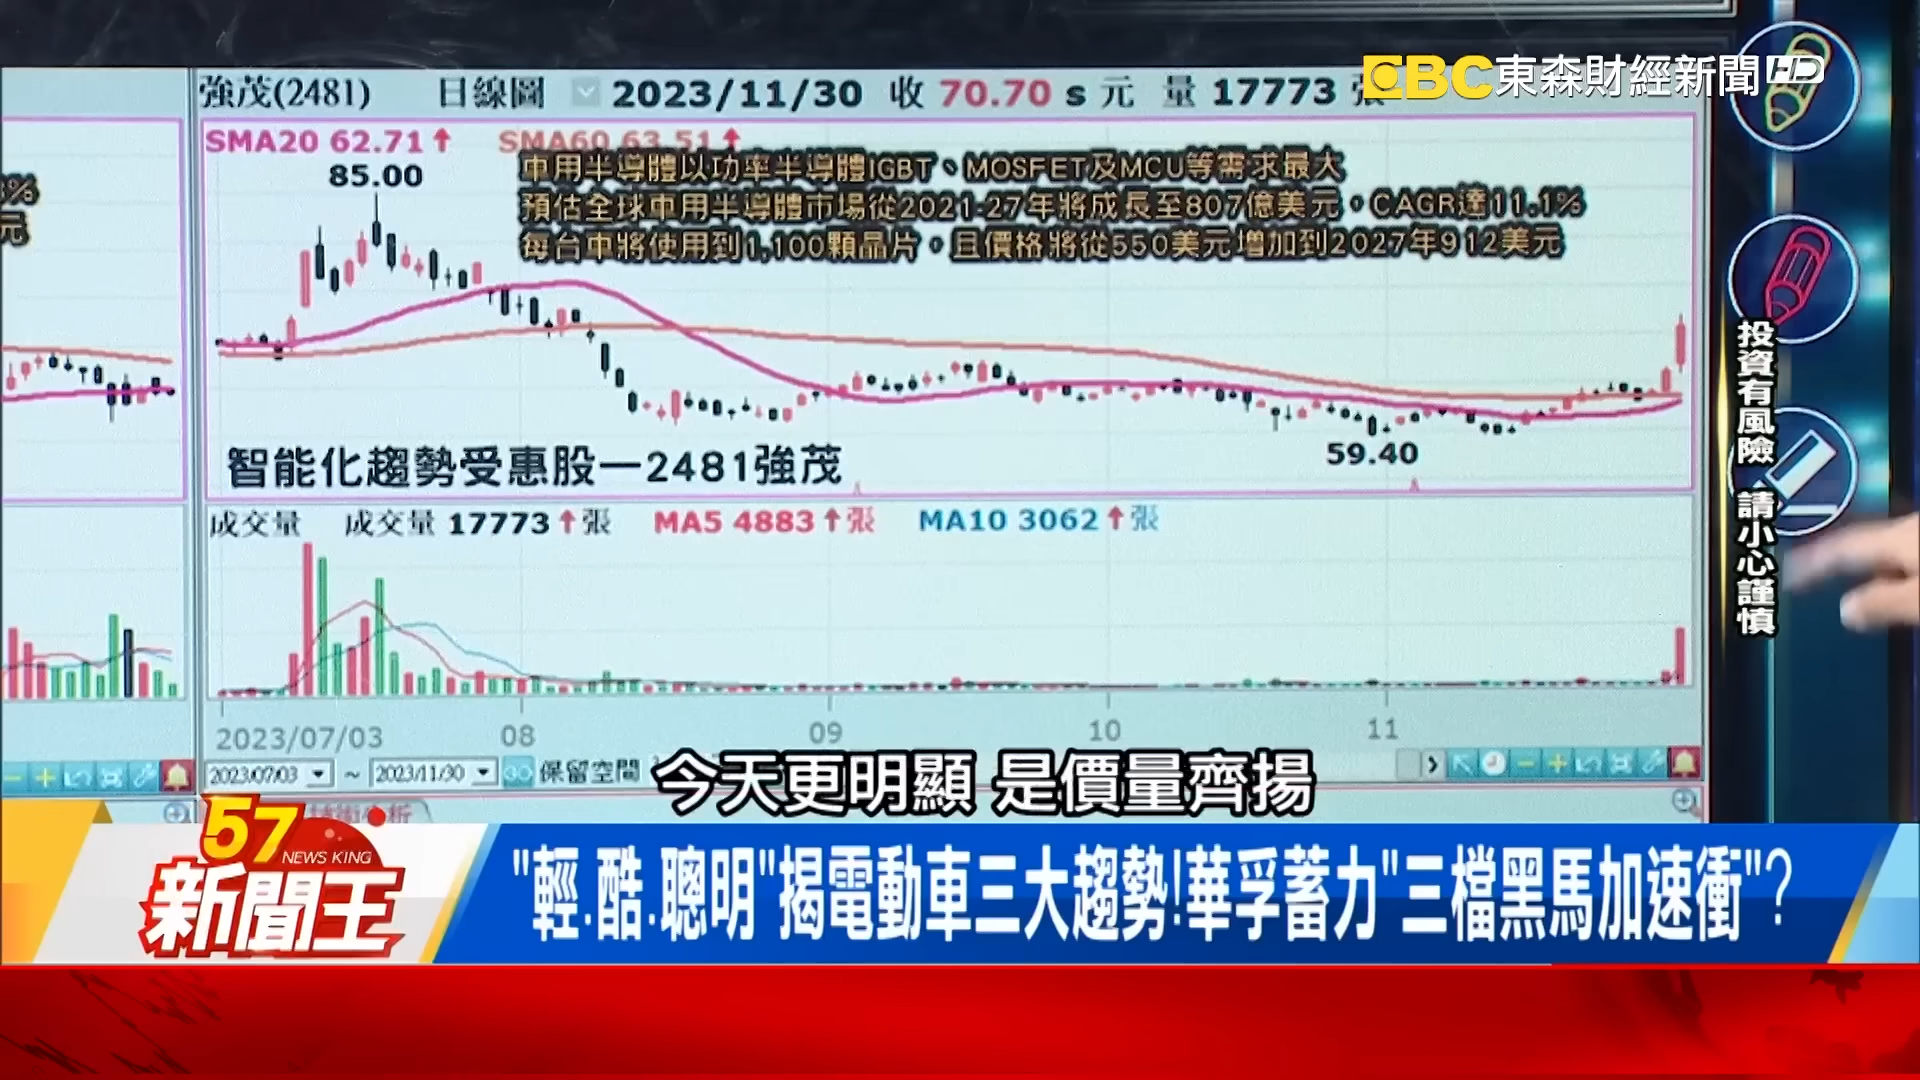 EBC 東森財經新聞 HD
強茂(2481) 日線圖 2023/11/30 收 70.70 s 元 量 17773 張
SMA20 62.71↑ SMA60 63.51↑
85.00
車用半導體以功率半導體IGBT、MOSFET及MCU等需求最大
預估全球車用半導體市場從2021-27年將成長至807億美元，CAGR達11.1%
每台車將使用到1,100顆晶片，且價格將從550美元增加到2027年912美元
%
元
59.40
智能化趨勢受惠股—2481強茂
投資有風險 請小心謹慎
成交量 成交量 17773↑張 MA5 4883↑張 MA10 3062↑張
2023/07/03 08 09 10 11
2023/07/03 ~ 2023/11/30 保留空間
今天更明顯 是價量齊揚
57 NEWS KING
新聞王
"輕.酷.聰明"揭電動車三大趨勢!華孚蓄力"三檔黑馬加速衝"?